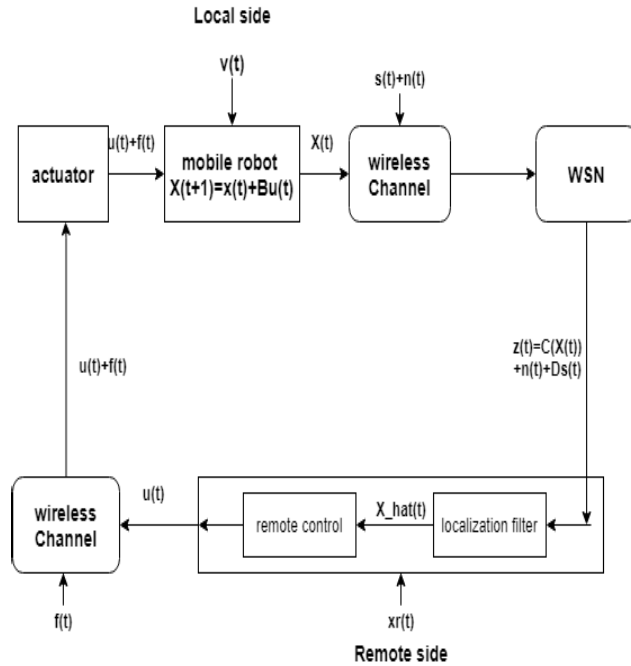 Local side
v(t)
s(t)+n(t)
u(t)+f(t)
X(t)
actuator
mobile robot
X(t+1)=x(t)+Bu(t)
wireless
Channel
WSN
z(t)=C(X(t))
+n(t)+Ds(t)
u(t)+f(t)
wireless
Channel
u(t)
remote control
X_hat(t)
localization filter
f(t)
xr(t)
Remote side